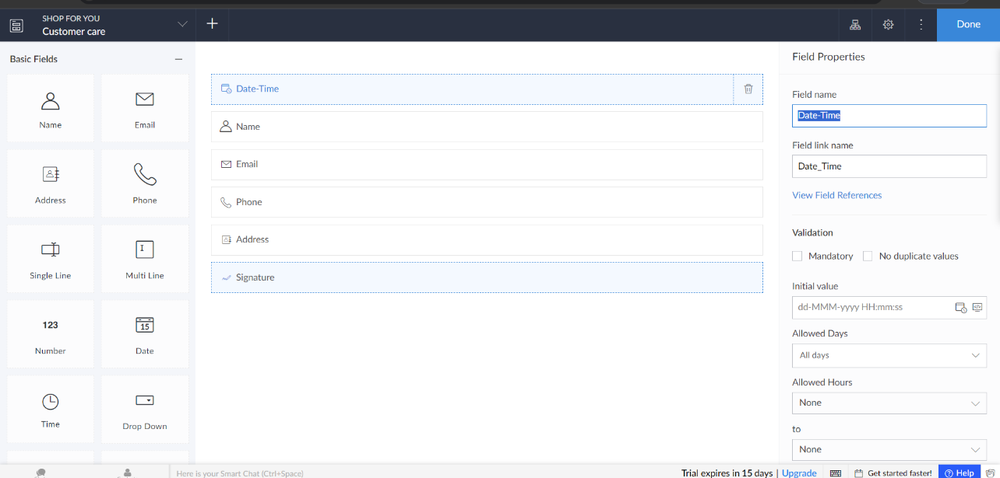 SHOP FOR YOU
Customer care
Done
Basic Fields
Name
Email
Address
Phone
Single Line
Multi Line
I
123
Number
15
Date
Time
Drop Down
Date-Time
Name
Email
Phone
Address
Signature
Field Properties
Field name
Date-Time
Field link name
Date_Time
View Field References
Validation
Mandatory No duplicate values
Initial value
dd-MMM-yyyy HH:mm:ss
Allowed Days
All days
Allowed Hours
None
to
None
Here is your Smart Chat (Ctrl+Space)
Trial expires in 15 days | Upgrade
Get started faster!
Help